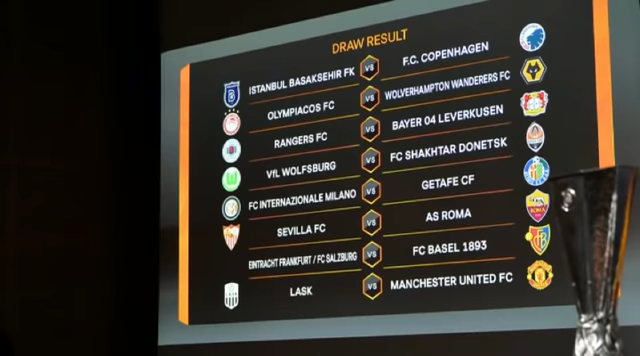 DRAW RESULT
ISTANBUL BASAKSEHIR FK VS F.C. COPENHAGEN
OLYMPIACOS FC VS WOLVERHAMPTON WANDERERS FC
RANGERS FC VS BAYER 04 LEVERKUSEN
VfL WOLFSBURG VS FC SHAKHTAR DONETSK
FC INTERNAZIONALE MILANO VS GETAFE CF
SEVILLA FC VS AS ROMA
EINTRACHT FRANKFURT / FC SALZBURG VS FC BASEL 1893
LASK VS MANCHESTER UNITED FC